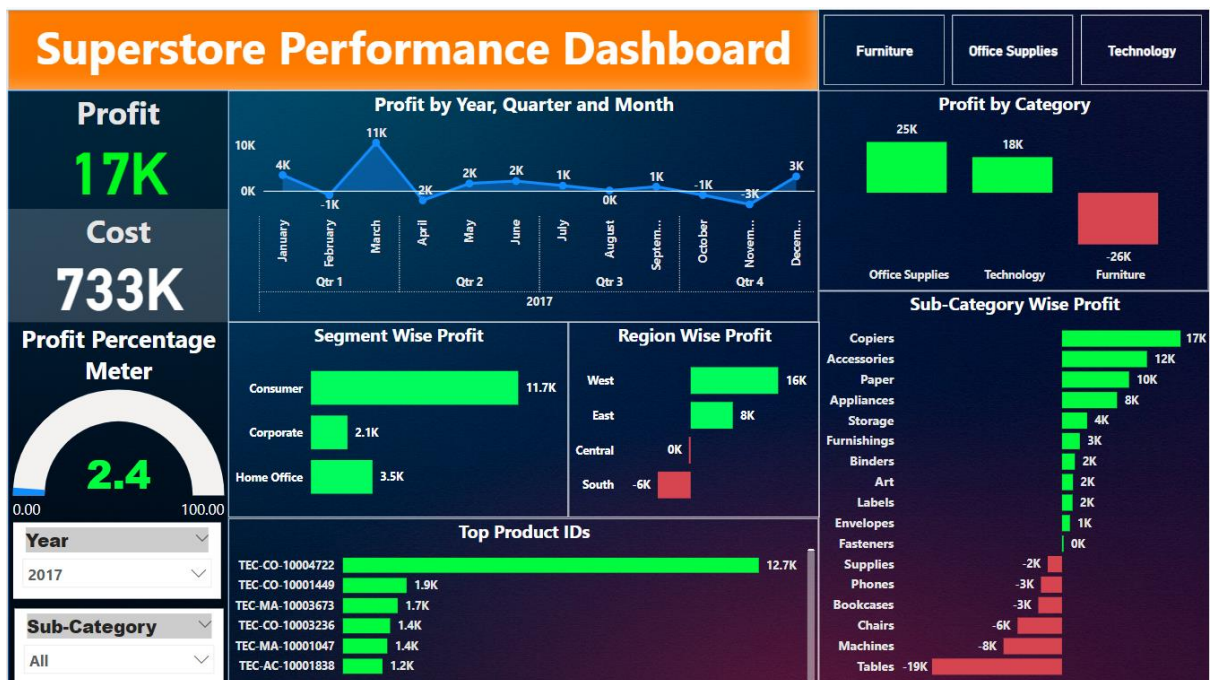 Superstore Performance Dashboard
Furniture
Office Supplies
Technology
Profit
17K
Cost
733K
Profit Percentage
Meter
2.4
0.00
100.00
Year
2017
Sub-Category
All
Profit by Year, Quarter and Month
10K
0K
4K
-1K
11K
-2K
2K
2K
1K
0K
1K
-1K
-3K
3K
January
February
March
April
May
June
July
August
Septem...
October
Novem...
Decem...
Qtr 1
Qtr 2
Qtr 3
Qtr 4
2017
Segment Wise Profit
Consumer 11.7K
Corporate 2.1K
Home Office 3.5K
Region Wise Profit
West 16K
East 8K
Central 0K
South -6K
Top Product IDs
TEC-CO-10004722 12.7K
TEC-CO-10001449 1.9K
TEC-MA-10003673 1.7K
TEC-CO-10003236 1.4K
TEC-MA-10001047 1.4K
TEC-AC-10001838 1.2K
Profit by Category
25K
18K
-26K
Office Supplies
Technology
Furniture
Sub-Category Wise Profit
Copiers 17K
Accessories 12K
Paper 10K
Appliances 8K
Storage 4K
Furnishings 3K
Binders 2K
Art 2K
Labels 2K
Envelopes 1K
Fasteners 0K
Supplies -2K
Phones -3K
Bookcases -3K
Chairs -6K
Machines -8K
Tables -19K